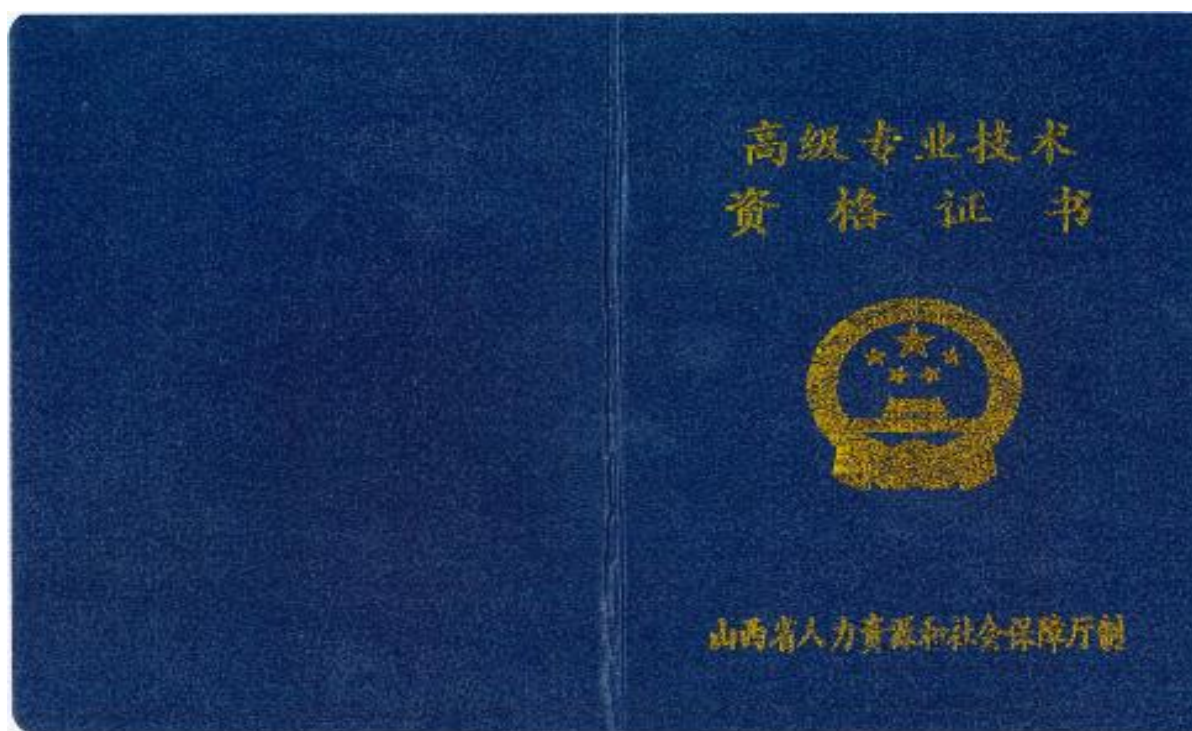 高级专业技术
资格证书
山西省人力资源和社会保障厅制